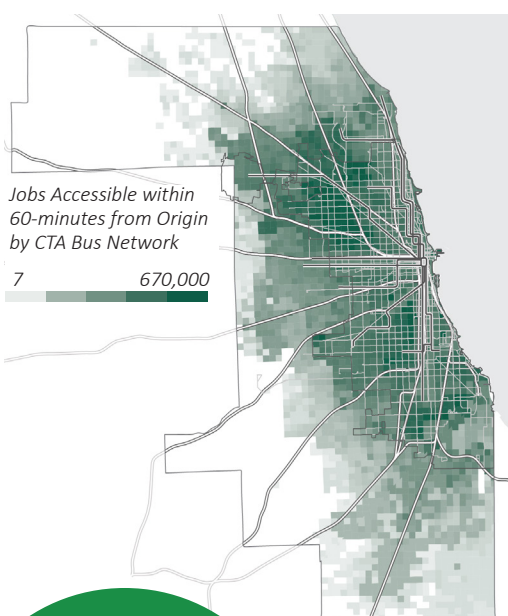 Jobs Accessible within
60-minutes from Origin
by CTA Bus Network
7 670,000